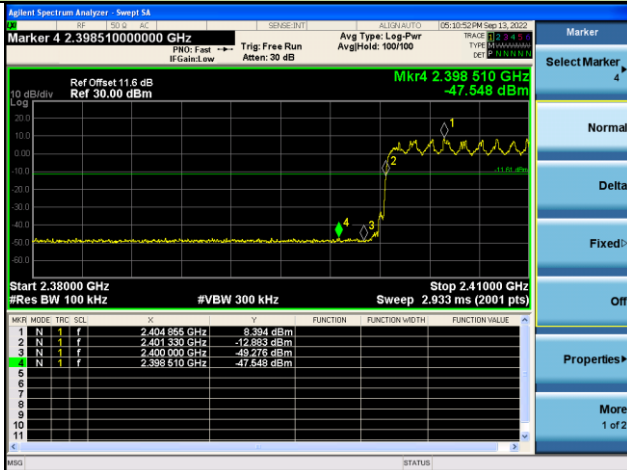 Agilent Spectrum Analyzer - Swept SA
RF 50 Ω AC SENSE:INT ALIGNAUTO 05:10:52 PM Sep 13, 2022
Marker 4 2.398510000000 GHz
PNO: Fast
IFGain:Low
Trig: Free Run
Atten: 30 dB
Avg Type: Log-Pwr
Avg|Hold: 100/100
TRACE 1 2 3 4 5 6
TYPE M
DET P N N N N N
Ref Offset 11.6 dB
10 dB/div Ref 30.00 dBm
Log
Mkr4 2.398 510 GHz
-47.548 dBm
20.0
10.0
0.00
-10.0
-20.0
-30.0
-40.0
-50.0
-60.0
1
2
3
4
-11.61 dBm
Start 2.38000 GHz Stop 2.41000 GHz
#Res BW 100 kHz #VBW 300 kHz Sweep 2.933 ms (2001 pts)
MKR MODE TRC SCL X Y FUNCTION FUNCTION WIDTH FUNCTION VALUE
1 N 1 f 2.404 855 GHz 8.394 dBm
2 N 1 f 2.401 330 GHz -12.883 dBm
3 N 1 f 2.400 000 GHz -49.276 dBm
4 N 1 f 2.398 510 GHz -47.548 dBm
5
6
7
8
9
10
11
MSG STATUS
Marker
Select Marker
4
Normal
Delta
Fixed
Off
Properties
More
1 of 2